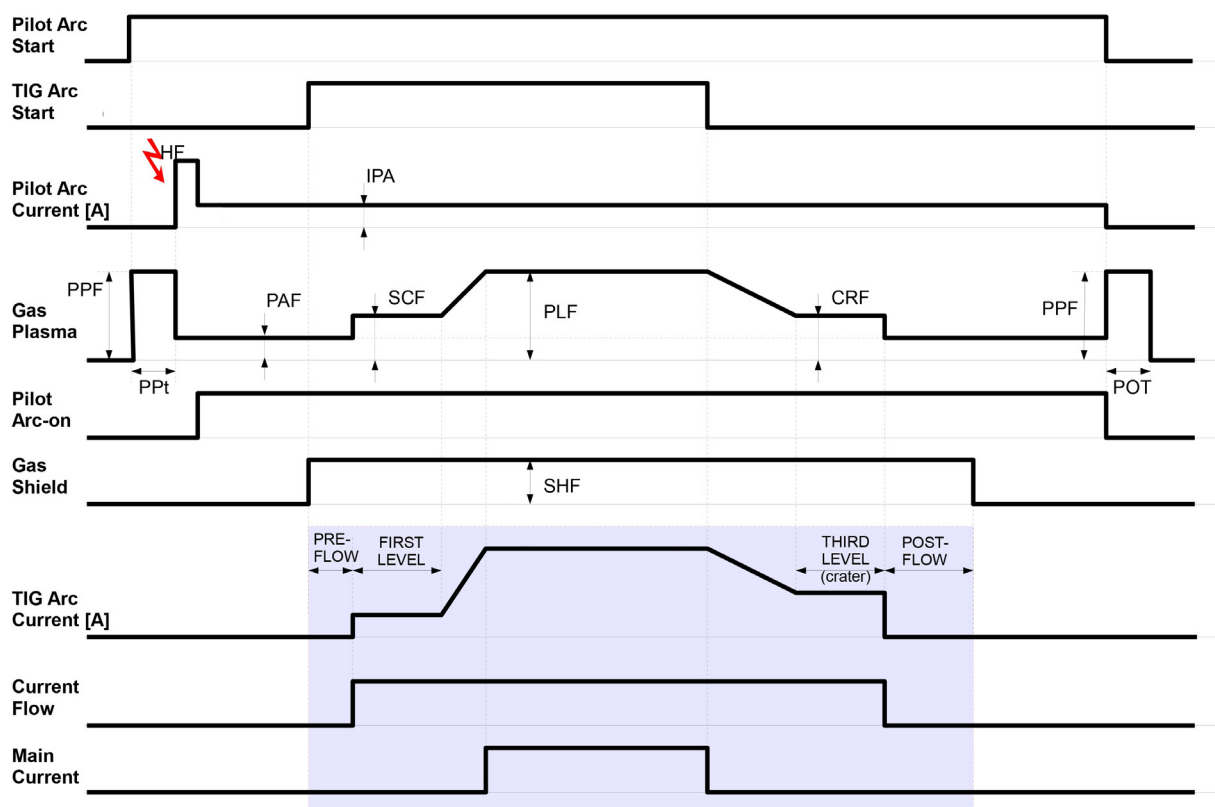 Pilot Arc
Start
TIG Arc
Start
HF
IPA
Pilot Arc
Current [A]
PPF
PAF
SCF
PLF
CRF
PPF
Gas
Plasma
PPt
POT
Pilot
Arc-on
Gas
Shield
SHF
PRE-
FLOW
FIRST
LEVEL
THIRD
LEVEL
(crater)
POST-
FLOW
TIG Arc
Current [A]
Current
Flow
Main
Current